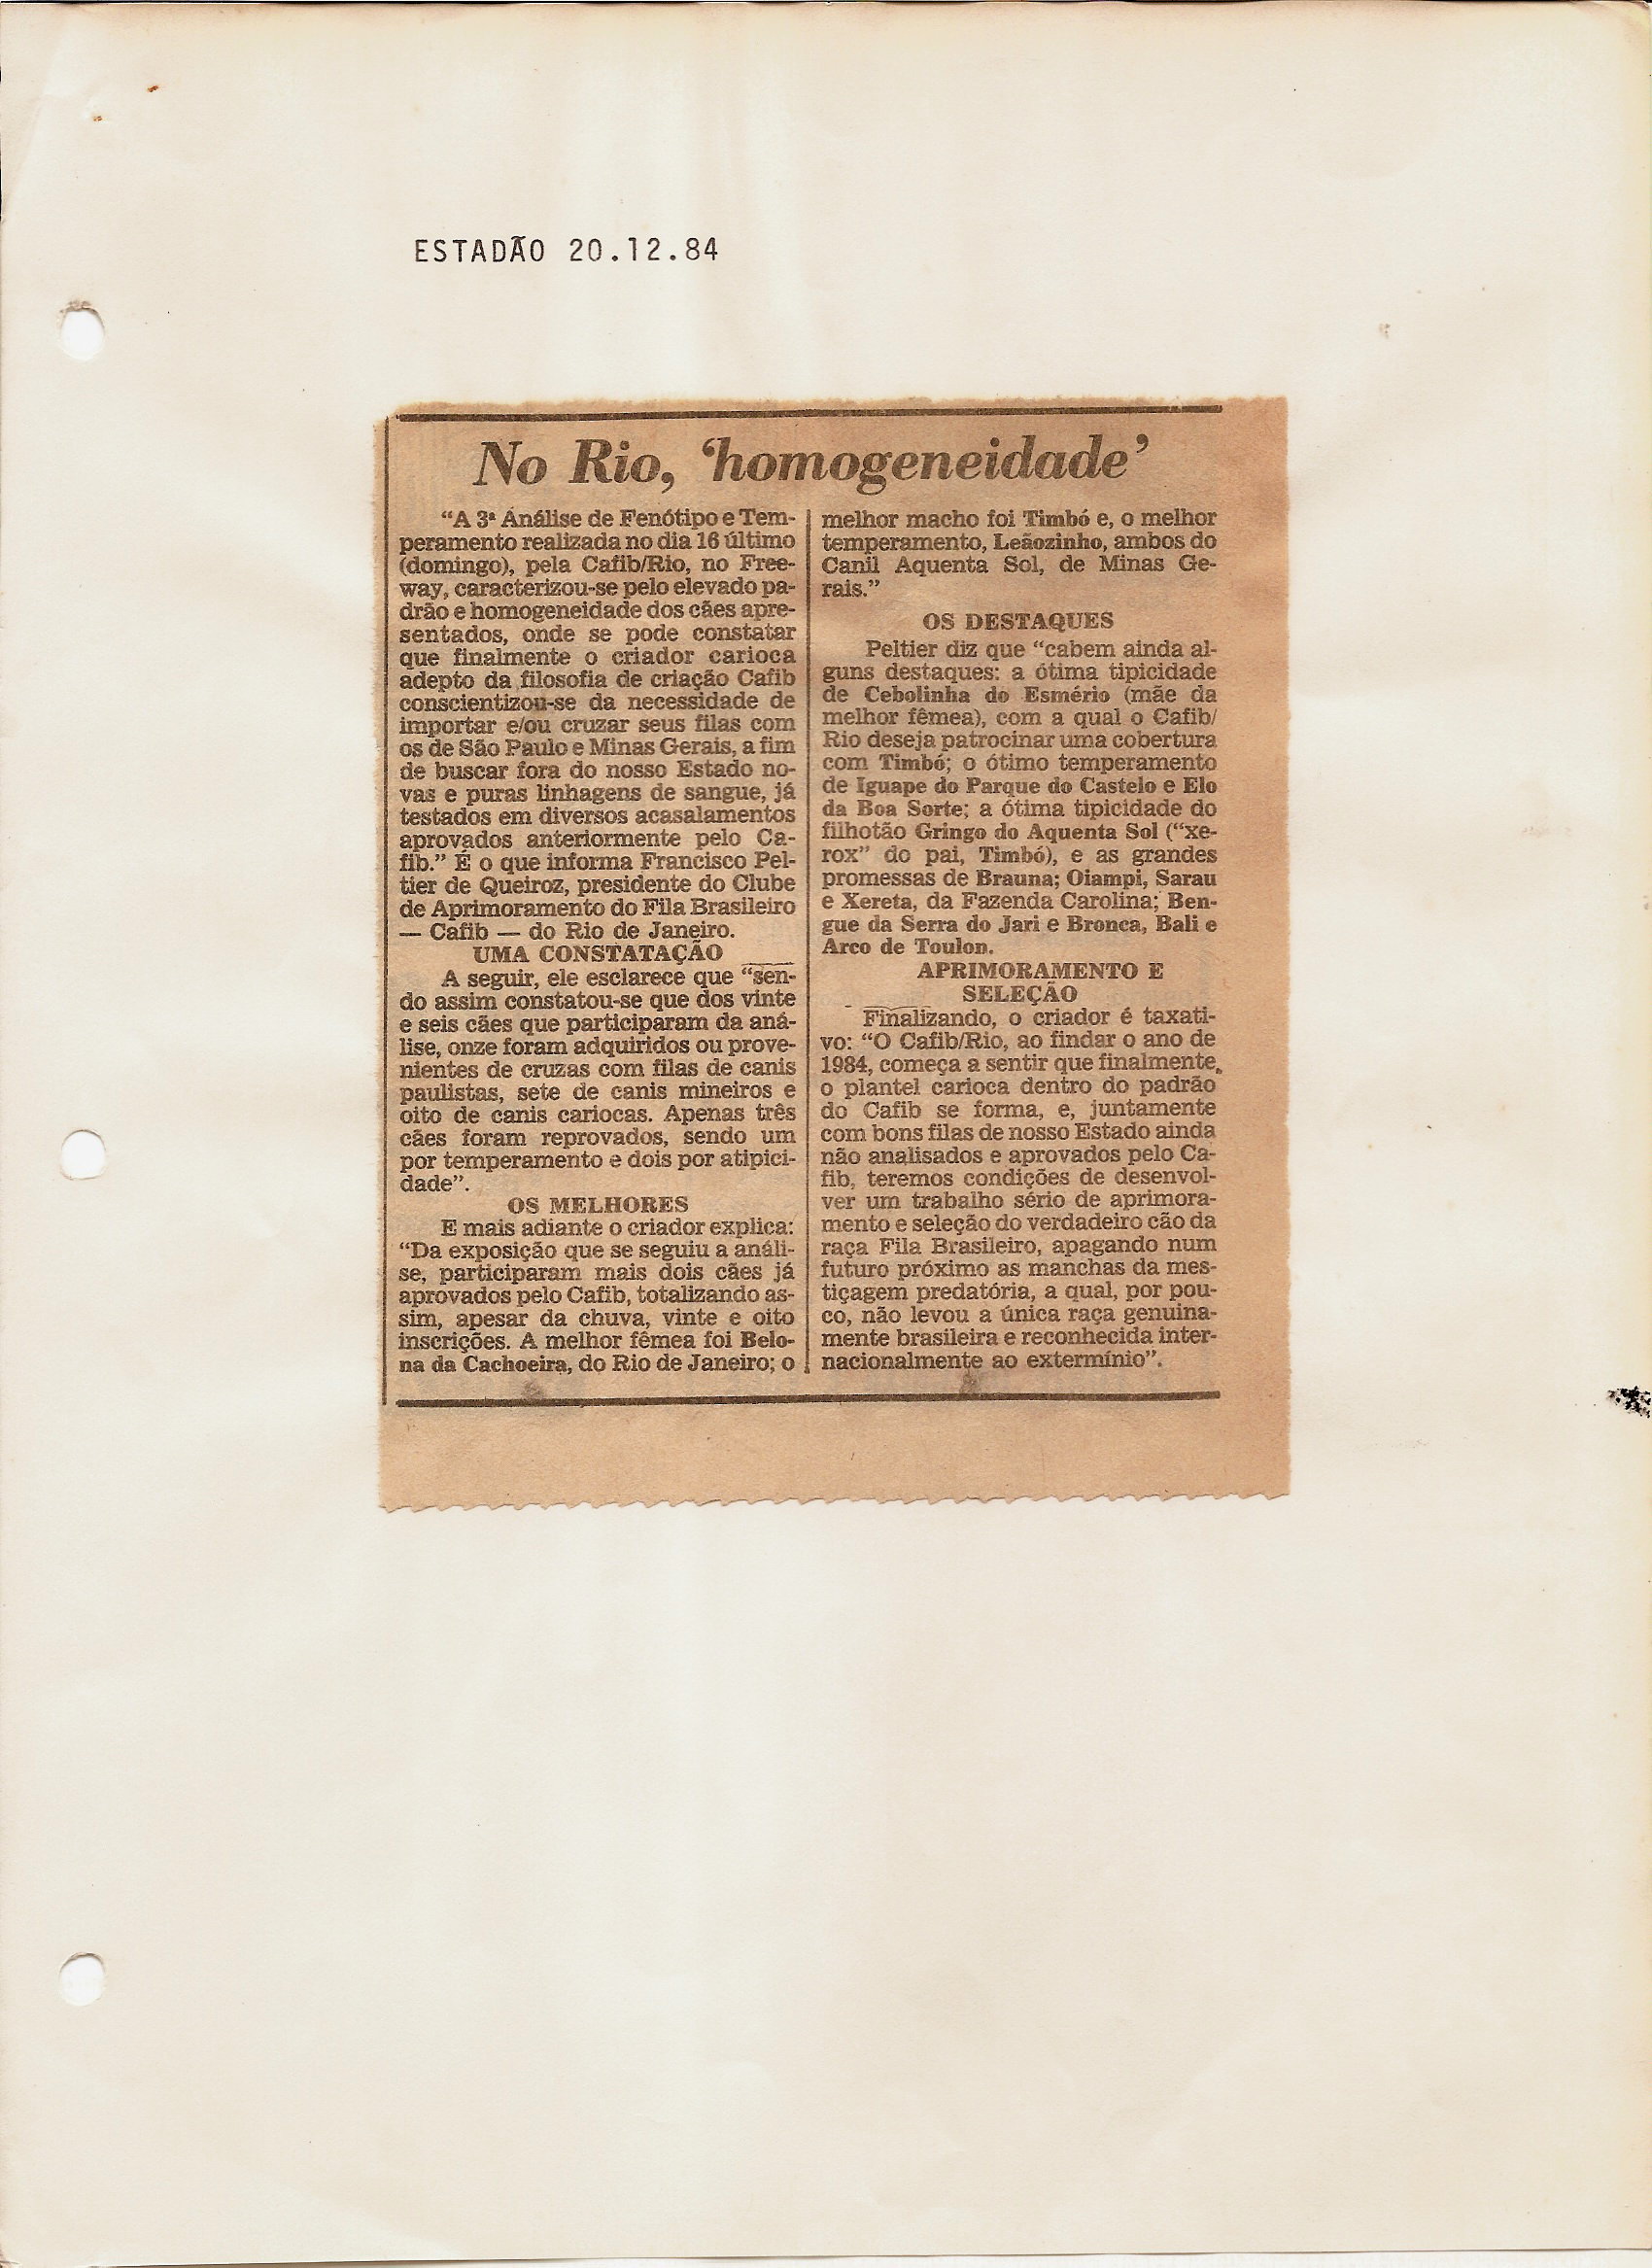 ESTADÃO 20.12.84
No Rio, ‘homogeneidade’
“A 3ª Análise de Fenótipo e Tem-
peramento realizada no dia 16 último
(domingo), pela Cafib/Rio, no Free-
way, caracterizou-se pelo elevado pa-
drão e homogeneidade dos cães apre-
sentados, onde se pode constatar
que finalmente o criador carioca
adepto da filosofia de criação Cafib
conscientizou-se da necessidade de
importar e/ou cruzar seus filas com
os de São Paulo e Minas Gerais, a fim
de buscar fora do nosso Estado no-
vas e puras linhagens de sangue, já
testados em diversos acasalamentos
aprovados anteriormente pelo Ca-
fib.” É o que informa Francisco Pel-
tier de Queiroz, presidente do Clube
de Aprimoramento do Fila Brasileiro
— Cafib — do Rio de Janeiro.
UMA CONSTATAÇÃO
A seguir, ele esclarece que “sen-
do assim constatou-se que dos vinte
e seis cães que participaram da aná-
lise, onze foram adquiridos ou prove-
nientes de cruzas com filas de canis
paulistas, sete de canis mineiros e
oito de canis cariocas. Apenas três
cães foram reprovados, sendo um
por temperamento e dois por atipici-
dade”.
OS MELHORES
E mais adiante o criador explica:
“Da exposição que se seguiu a análi-
se, participaram mais dois cães já
aprovados pelo Cafib, totalizando as-
sim, apesar da chuva, vinte e oito
inscrições. A melhor fêmea foi Belo-
na da Cachoeira, do Rio de Janeiro; o
melhor macho foi Timbó e, o melhor
temperamento, Leãozinho, ambos do
Canil Aquenta Sol, de Minas Ge-
rais.”
OS DESTAQUES
Peltier diz que “cabem ainda al-
guns destaques: a ótima tipicidade
de Cebolinha do Esmério (mãe da
melhor fêmea), com a qual o Cafib/
Rio deseja patrocinar uma cobertura
com Timbó; o ótimo temperamento
de Iguape do Parque do Castelo e Elo
da Boa Sorte; a ótima tipicidade do
filhotão Gringo do Aquenta Sol (“xe-
rox” do pai, Timbó), e as grandes
promessas de Brauna; Oiampi, Sarau
e Xereta, da Fazenda Carolina; Ben-
gue da Serra do Jari e Bronca, Bali e
Arco de Toulon.
APRIMORAMENTO E
SELEÇÃO
Finalizando, o criador é taxati-
vo: “O Cafib/Rio, ao findar o ano de
1984, começa a sentir que finalmente,
o plantel carioca dentro do padrão
do Cafib se forma, e, juntamente
com bons filas de nosso Estado ainda
não analisados e aprovados pelo Ca-
fib, teremos condições de desenvol-
ver um trabalho sério de aprimora-
mento e seleção do verdadeiro cão da
raça Fila Brasileiro, apagando num
futuro próximo as manchas da mes-
tiçagem predatória, a qual, por pou-
co, não levou a única raça genuina-
mente brasileira e reconhecida inter-
nacionalmente ao extermínio”.